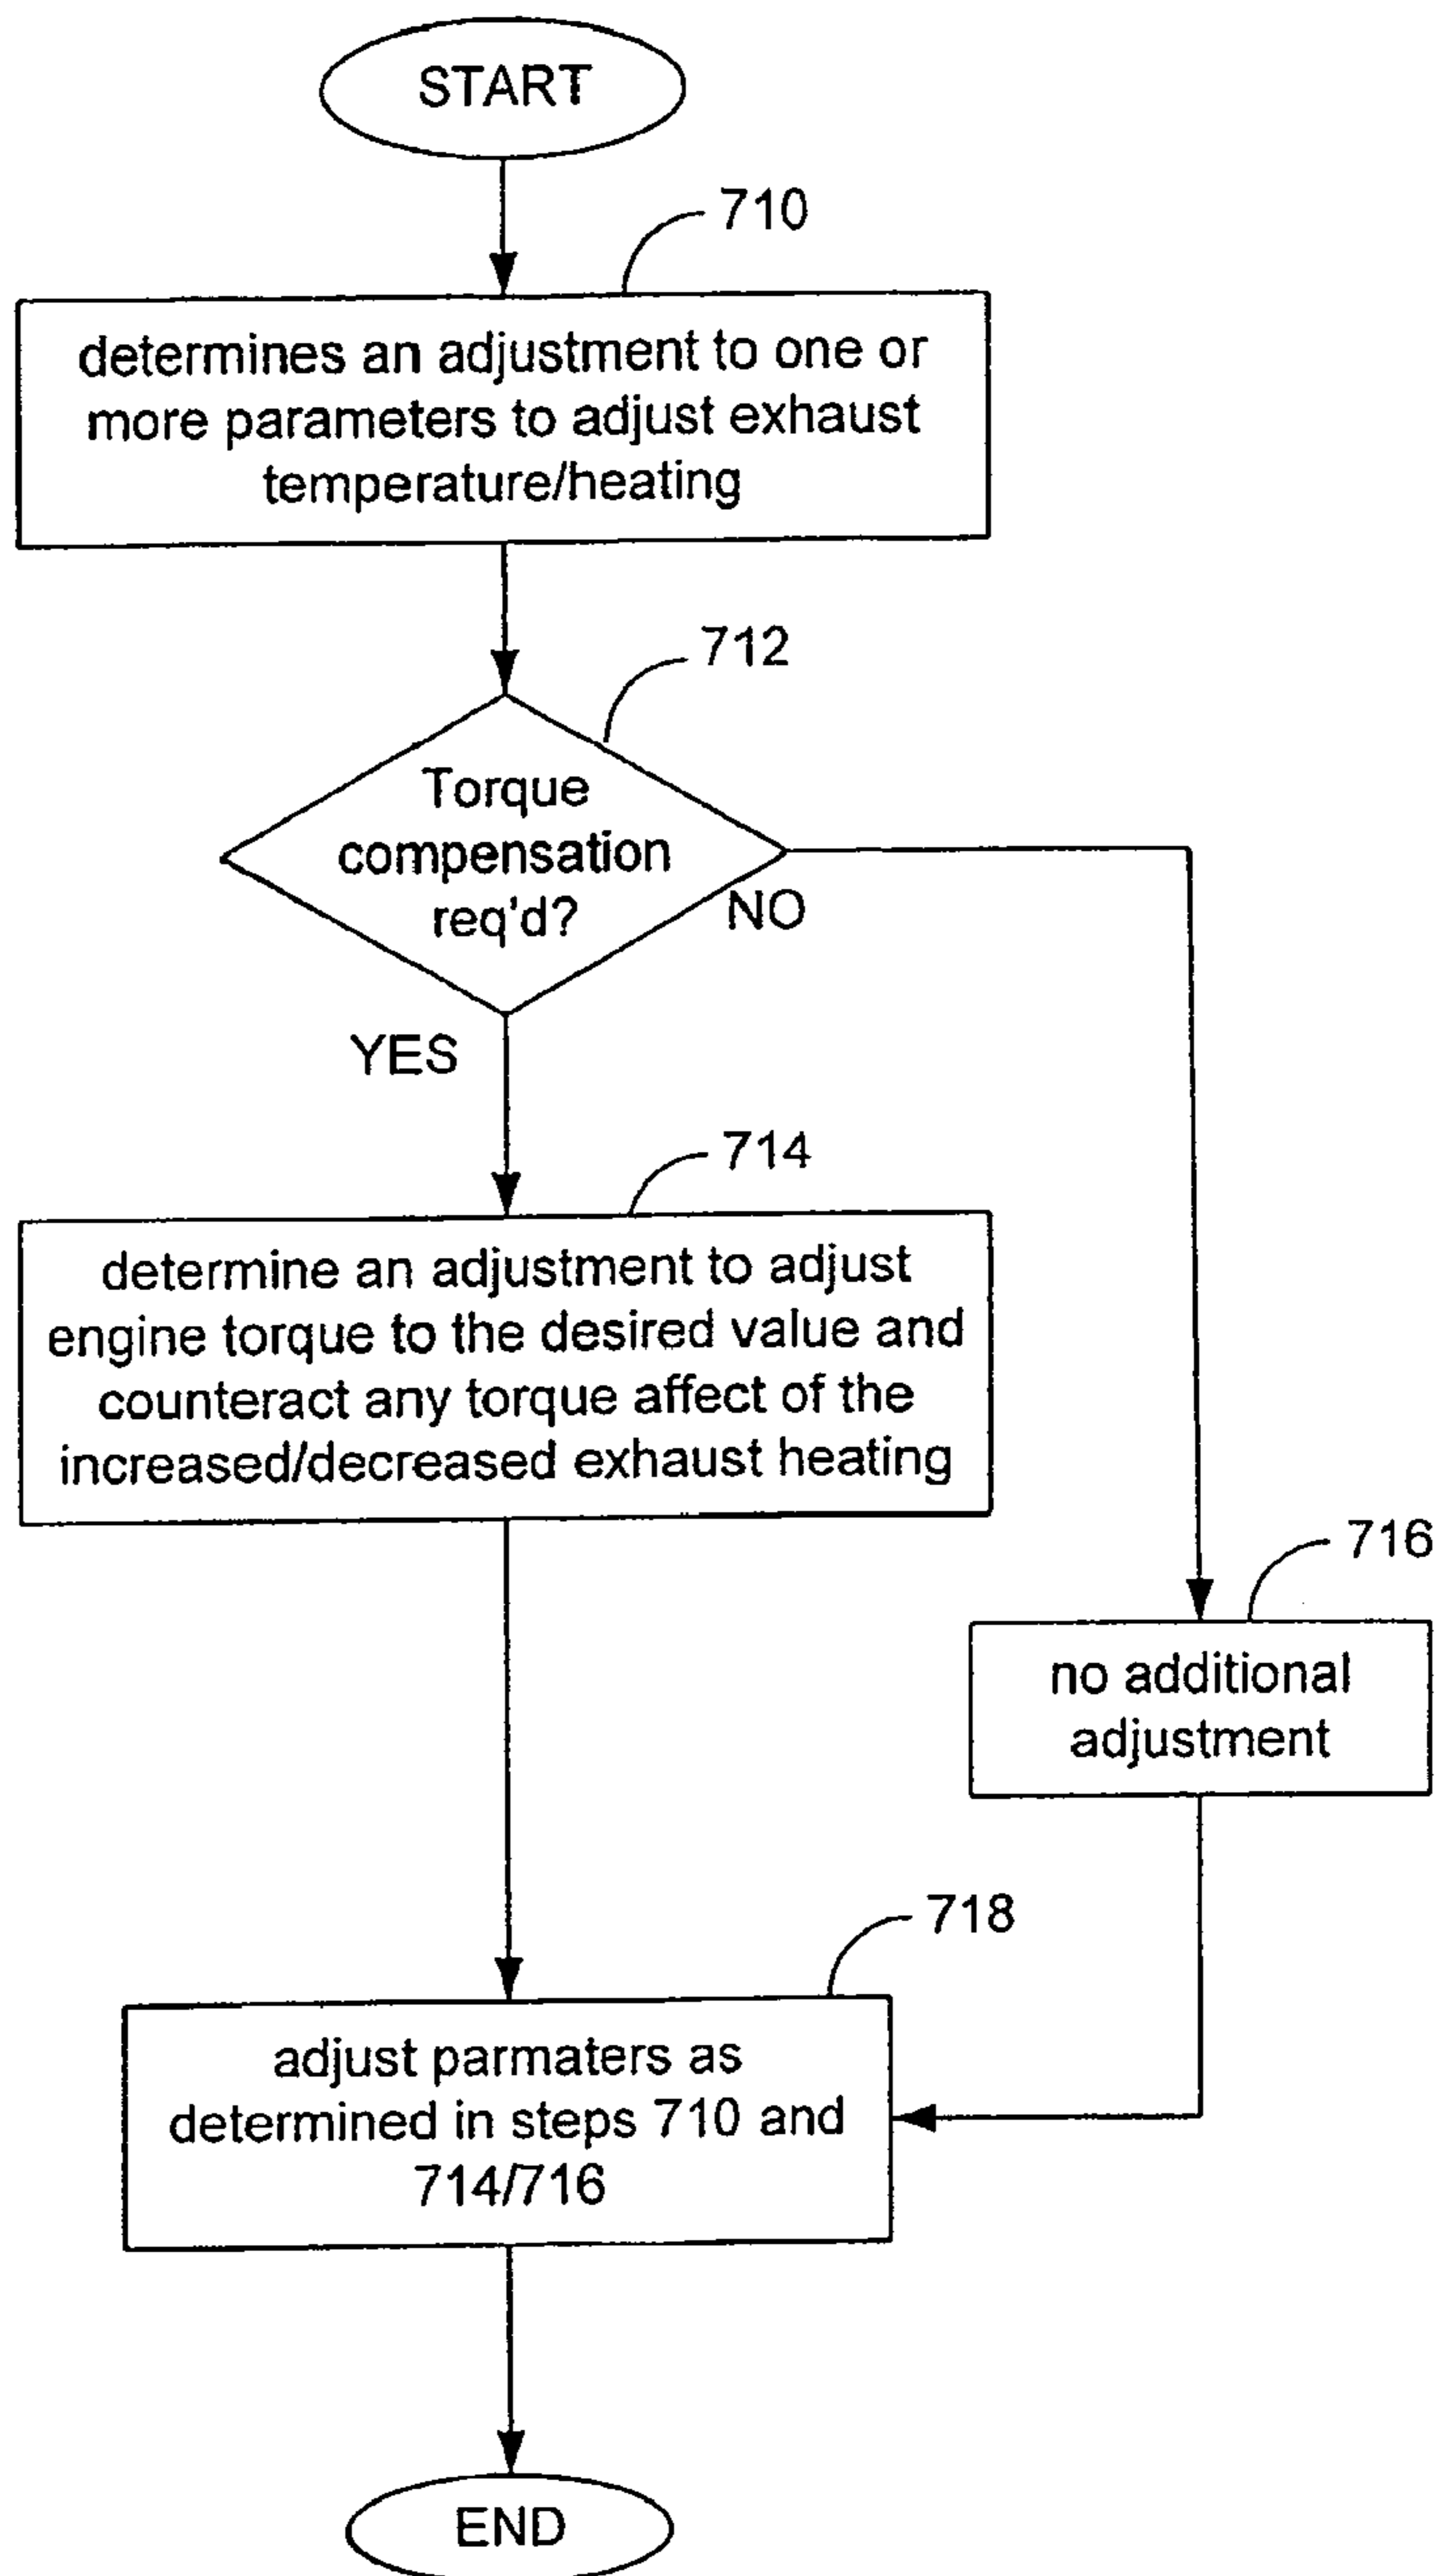 START
710
determines an adjustment to one or
more parameters to adjust exhaust
temperature/heating
712
Torque
compensation
req'd?
NO
YES
714
determine an adjustment to adjust
engine torque to the desired value and
counteract any torque affect of the
increased/decreased exhaust heating
716
no additional
adjustment
718
adjust parmaters as
determined in steps 710 and
714/716
END